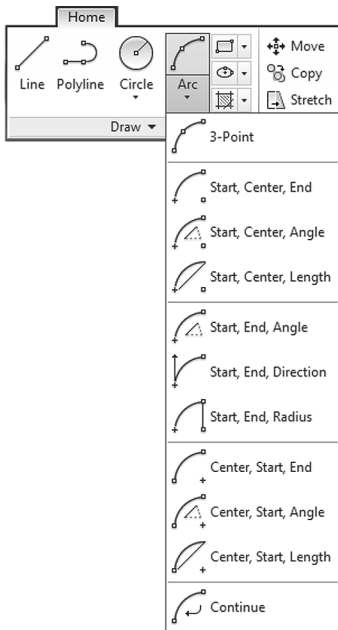 Home
Line Polyline Circle Arc
Move
Copy
Stretch
Draw
3-Point
Start, Center, End
Start, Center, Angle
Start, Center, Length
Start, End, Angle
Start, End, Direction
Start, End, Radius
Center, Start, End
Center, Start, Angle
Center, Start, Length
Continue